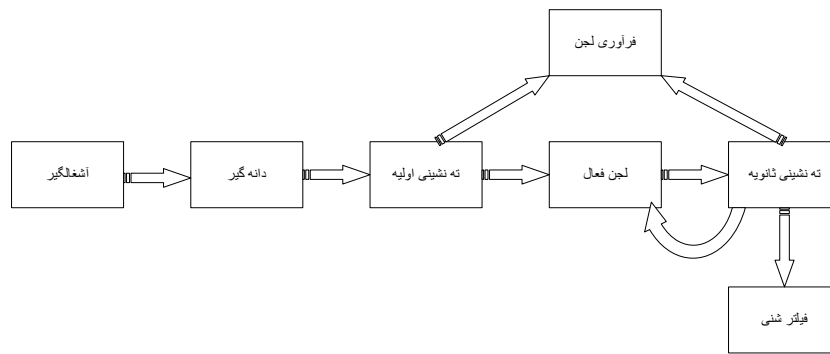 فرآوری لجن
آشغالگیر
دانه گیر
ته نشینی اولیه
لجن فعال
ته نشینی ثانویه
فیلتر شنی